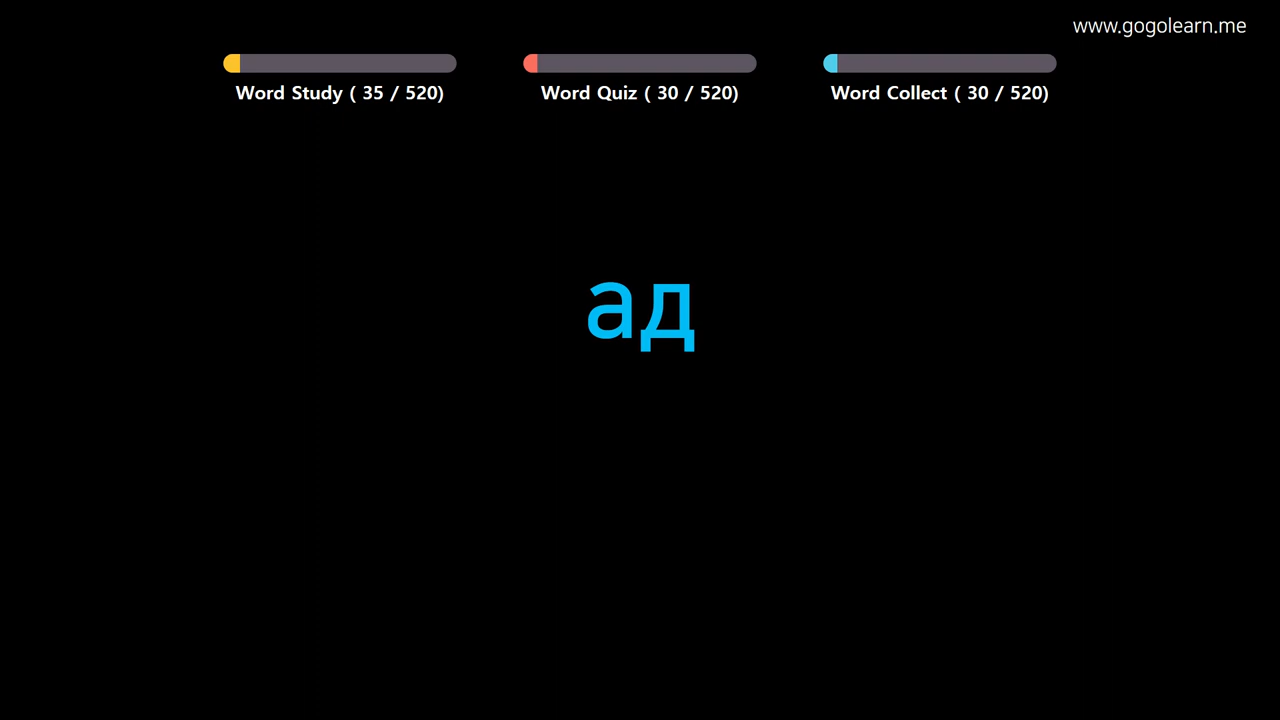 www.gogolearn.me
Word Study ( 35 / 520)
Word Quiz ( 30 / 520)
Word Collect ( 30 / 520)
ад